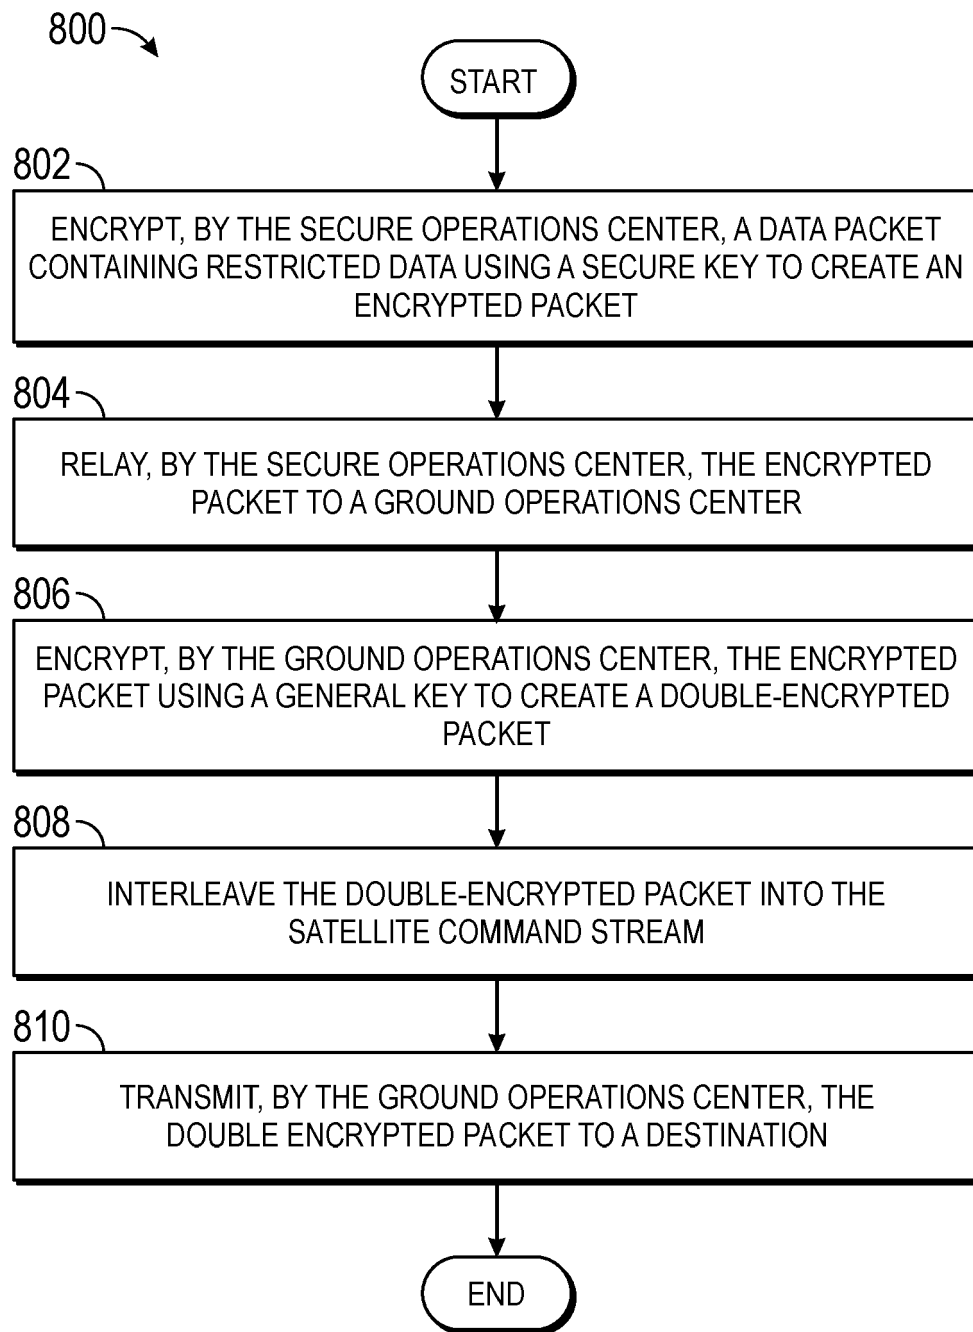 800
START
802
ENCRYPT, BY THE SECURE OPERATIONS CENTER, A DATA PACKET
CONTAINING RESTRICTED DATA USING A SECURE KEY TO CREATE AN
ENCRYPTED PACKET
804
RELAY, BY THE SECURE OPERATIONS CENTER, THE ENCRYPTED
PACKET TO A GROUND OPERATIONS CENTER
806
ENCRYPT, BY THE GROUND OPERATIONS CENTER, THE ENCRYPTED
PACKET USING A GENERAL KEY TO CREATE A DOUBLE-ENCRYPTED
PACKET
808
INTERLEAVE THE DOUBLE-ENCRYPTED PACKET INTO THE
SATELLITE COMMAND STREAM
810
TRANSMIT, BY THE GROUND OPERATIONS CENTER, THE
DOUBLE ENCRYPTED PACKET TO A DESTINATION
END